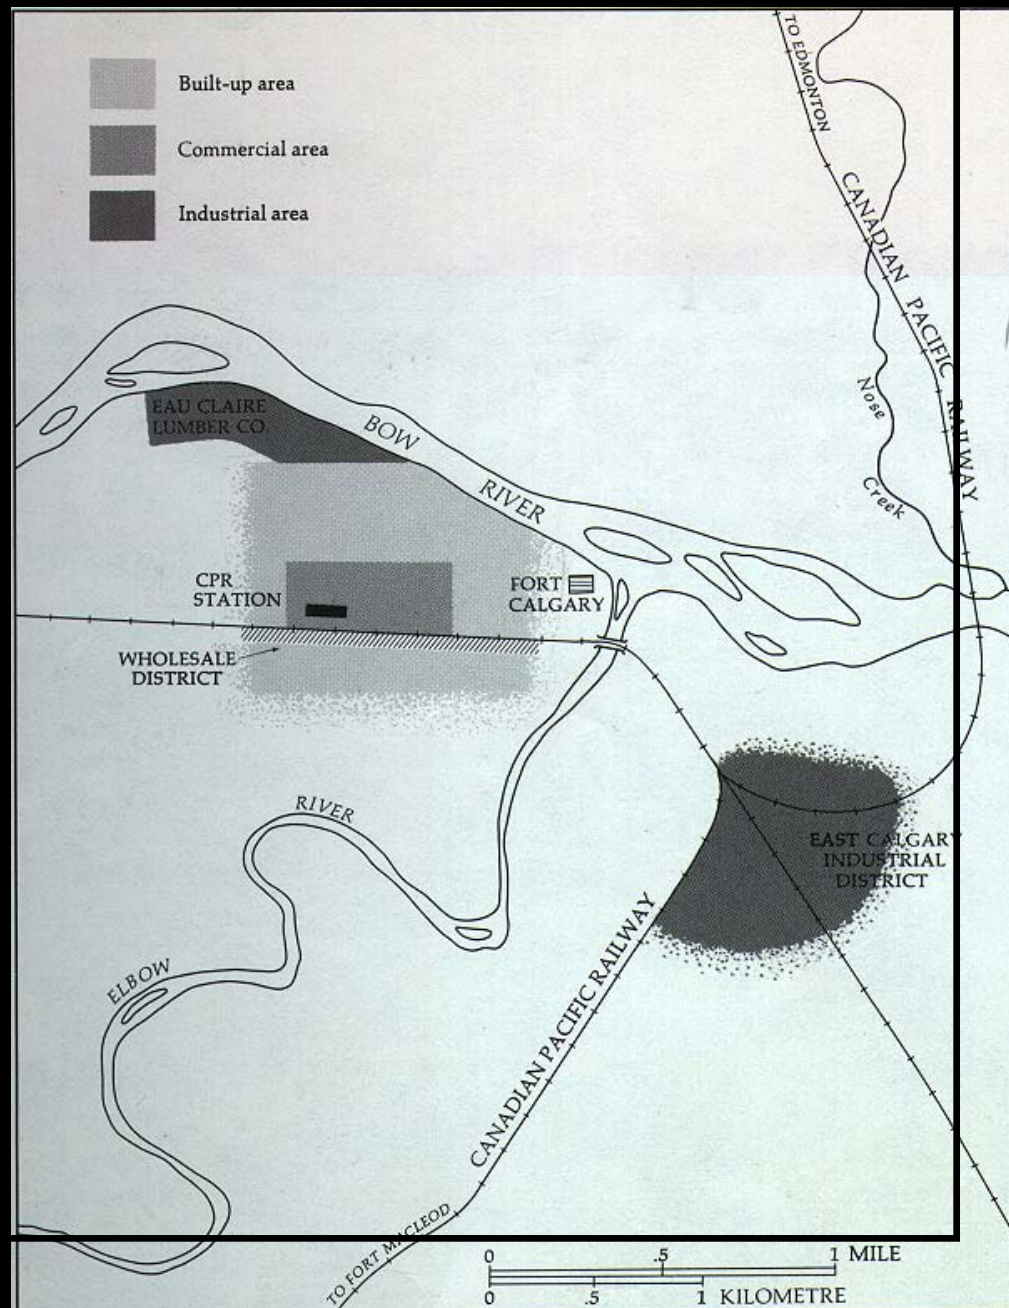 Built-up area
Commercial area
Industrial area
TO EDMONTON
CANADIAN PACIFIC RAILWAY
EAU CLAIRE
LUMBER CO.
BOW RIVER
Nose Creek
CPR
STATION
FORT
CALGARY
WHOLESALE
DISTRICT
RIVER
ELBOW
EAST CALGARY
INDUSTRIAL
DISTRICT
CANADIAN PACIFIC RAILWAY
TO FORT MACLEOD
0 .5 1 MILE
0 .5 1 KILOMETRE